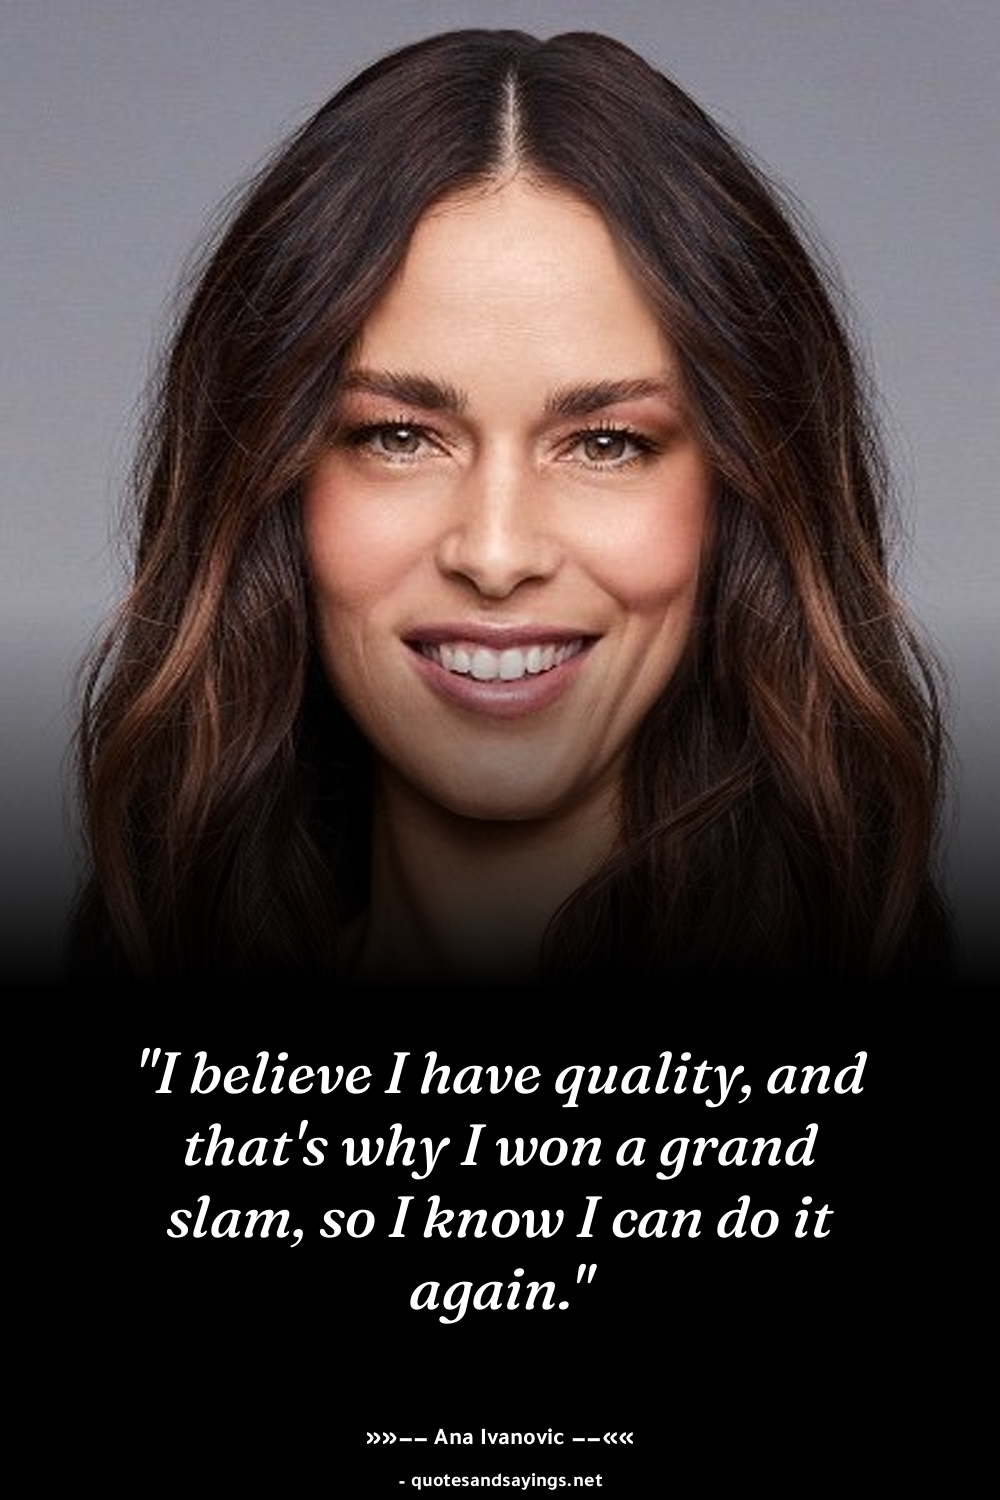 "I believe I have quality, and
that's why I won a grand
slam, so I know I can do it
again."
»»−− Ana Ivanovic −−««
- quotesandsayings.net